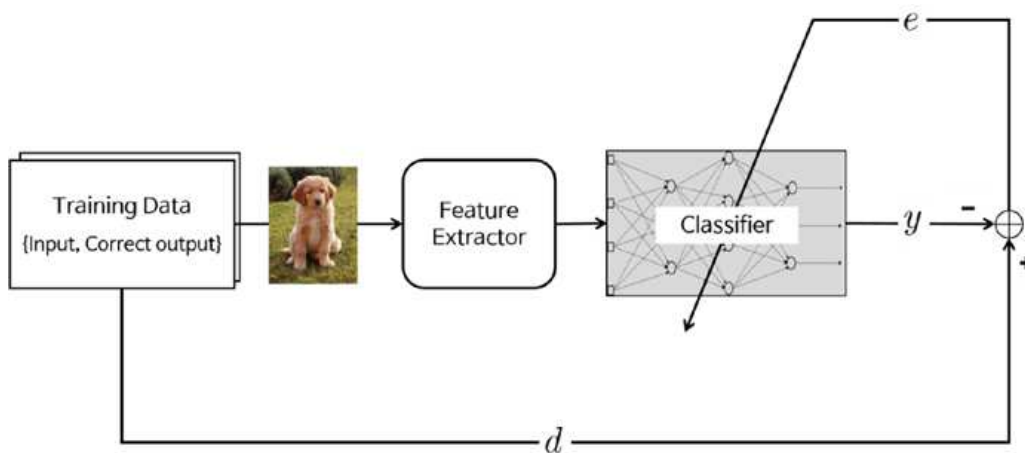 e
Training Data
{Input, Correct output}
Feature
Extractor
Classifier
y
-
+
d